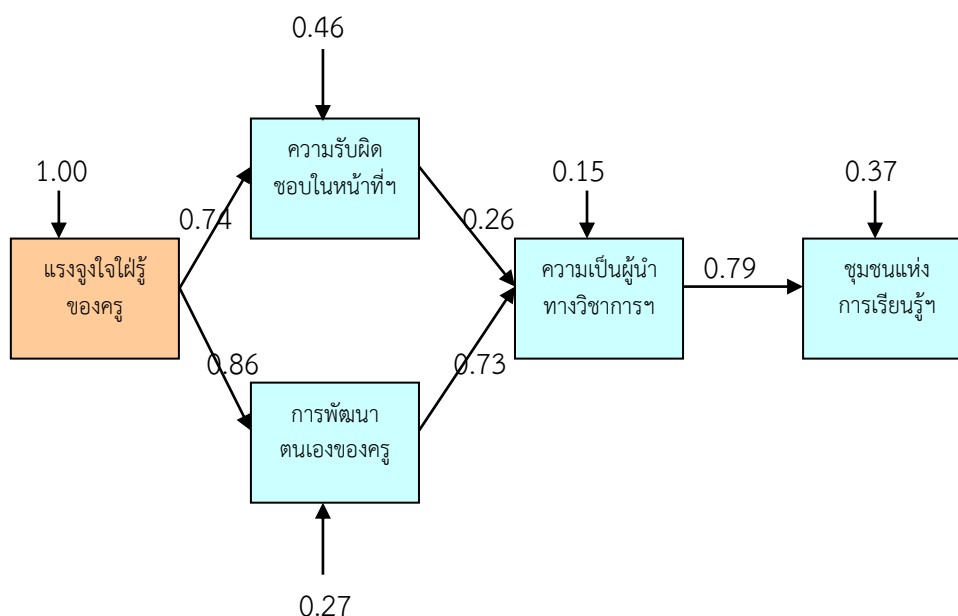 0.46
ความรับผิด
ชอบในหน้าที่ฯ
1.00
0.15
0.37
0.74
0.26
แรงจูงใจใฝ่รู้
ของครู
ความเป็นผู้นำ
ทางวิชาการฯ
0.79
ชุมชนแห่ง
การเรียนรู้ฯ
0.86
0.73
การพัฒนา
ตนเองของครู
0.27